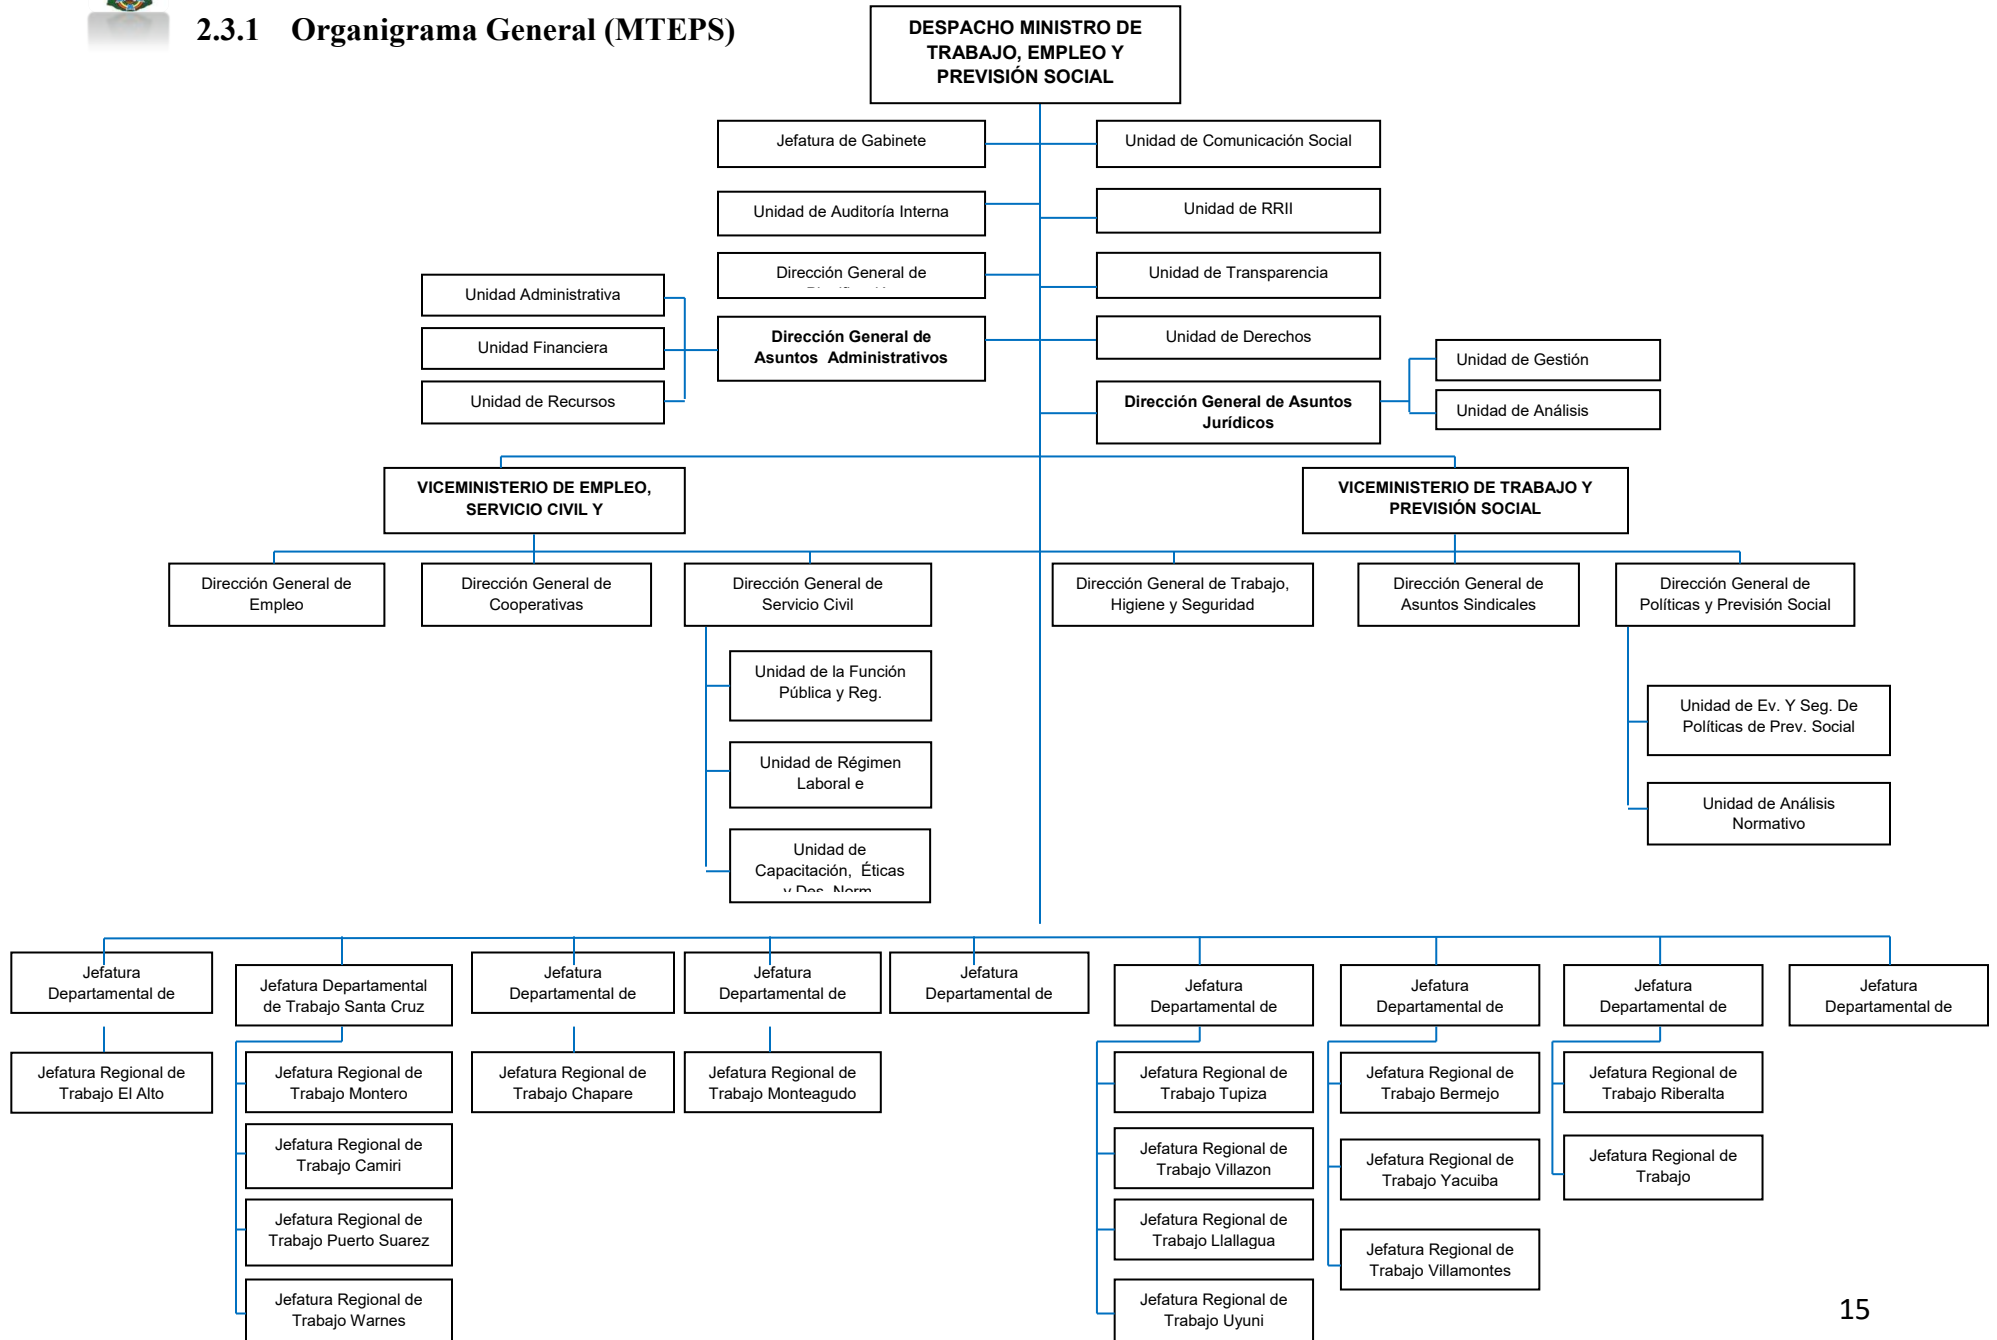 2.3.1 Organigrama General (MTEPS)
DESPACHO MINISTRO DE
TRABAJO, EMPLEO Y
PREVISIÓN SOCIAL
Jefatura de Gabinete
Unidad de Comunicación Social
Unidad de Auditoría Interna
Unidad de RRII
Dirección General de
Unidad de Transparencia
Unidad Administrativa
Unidad Financiera
Unidad de Recursos
Dirección General de
Asuntos Administrativos
Unidad de Derechos
Dirección General de Asuntos
Jurídicos
Unidad de Gestión
Unidad de Análisis
VICEMINISTERIO DE EMPLEO,
SERVICIO CIVIL Y
VICEMINISTERIO DE TRABAJO Y
PREVISIÓN SOCIAL
Dirección General de
Empleo
Dirección General de
Cooperativas
Dirección General de
Servicio Civil
Dirección General de Trabajo,
Higiene y Seguridad
Dirección General de
Asuntos Sindicales
Dirección General de
Políticas y Previsión Social
Unidad de la Función
Pública y Reg.
Unidad de Régimen
Laboral e
Unidad de
Capacitación, Éticas
y Des. Norm
Unidad de Ev. Y Seg. De
Políticas de Prev. Social
Unidad de Análisis
Normativo
Jefatura
Departamental de
Jefatura Departamental
de Trabajo Santa Cruz
Jefatura
Departamental de
Jefatura
Departamental de
Jefatura
Departamental de
Jefatura
Departamental de
Jefatura
Departamental de
Jefatura
Departamental de
Jefatura
Departamental de
Jefatura Regional de
Trabajo El Alto
Jefatura Regional de
Trabajo Montero
Jefatura Regional de
Trabajo Camiri
Jefatura Regional de
Trabajo Puerto Suarez
Jefatura Regional de
Trabajo Warnes
Jefatura Regional de
Trabajo Chapare
Jefatura Regional de
Trabajo Monteagudo
Jefatura Regional de
Trabajo Tupiza
Jefatura Regional de
Trabajo Villazon
Jefatura Regional de
Trabajo Llallagua
Jefatura Regional de
Trabajo Uyuni
Jefatura Regional de
Trabajo Bermejo
Jefatura Regional de
Trabajo Yacuiba
Jefatura Regional de
Trabajo Villamontes
Jefatura Regional de
Trabajo Riberalta
Jefatura Regional de
Trabajo
15